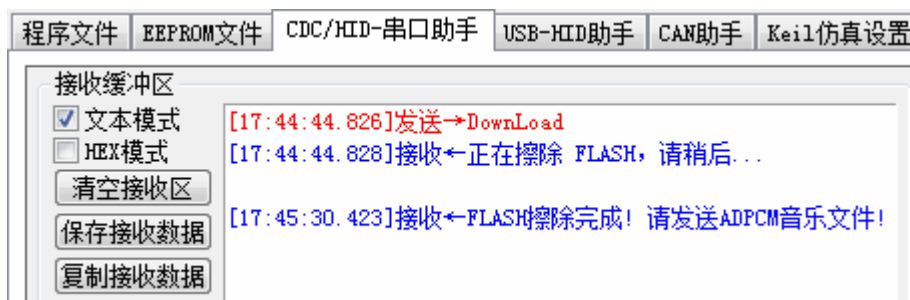 程序文件 EEPROM文件 CDC/HID-串口助手 USB-HID助手 CAN助手 Keil仿真设置
接收缓冲区
文本模式
HEX模式
清空接收区
保存接收数据
复制接收数据
[17:44:44.826]发送→DownLoad
[17:44:44.828]接收←正在擦除 FLASH，请稍后...
[17:45:30.423]接收←FLASH擦除完成! 请发送ADPCM音乐文件!